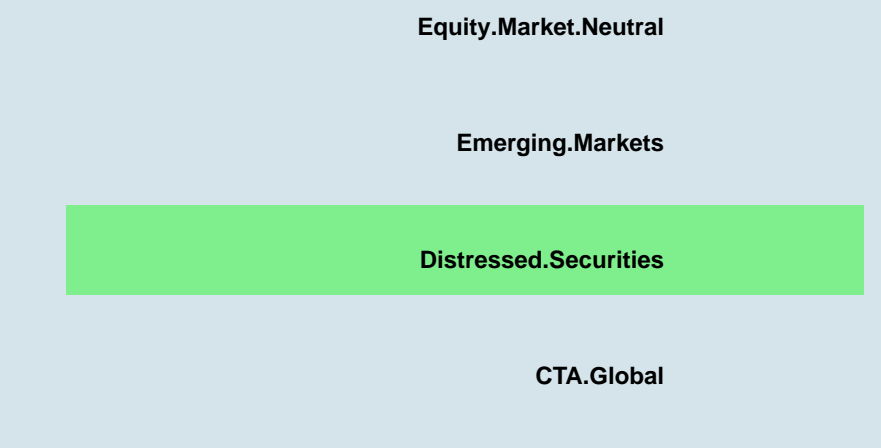 Equity.Market.Neutral
Emerging.Markets
Distressed.Securities
CTA.Global